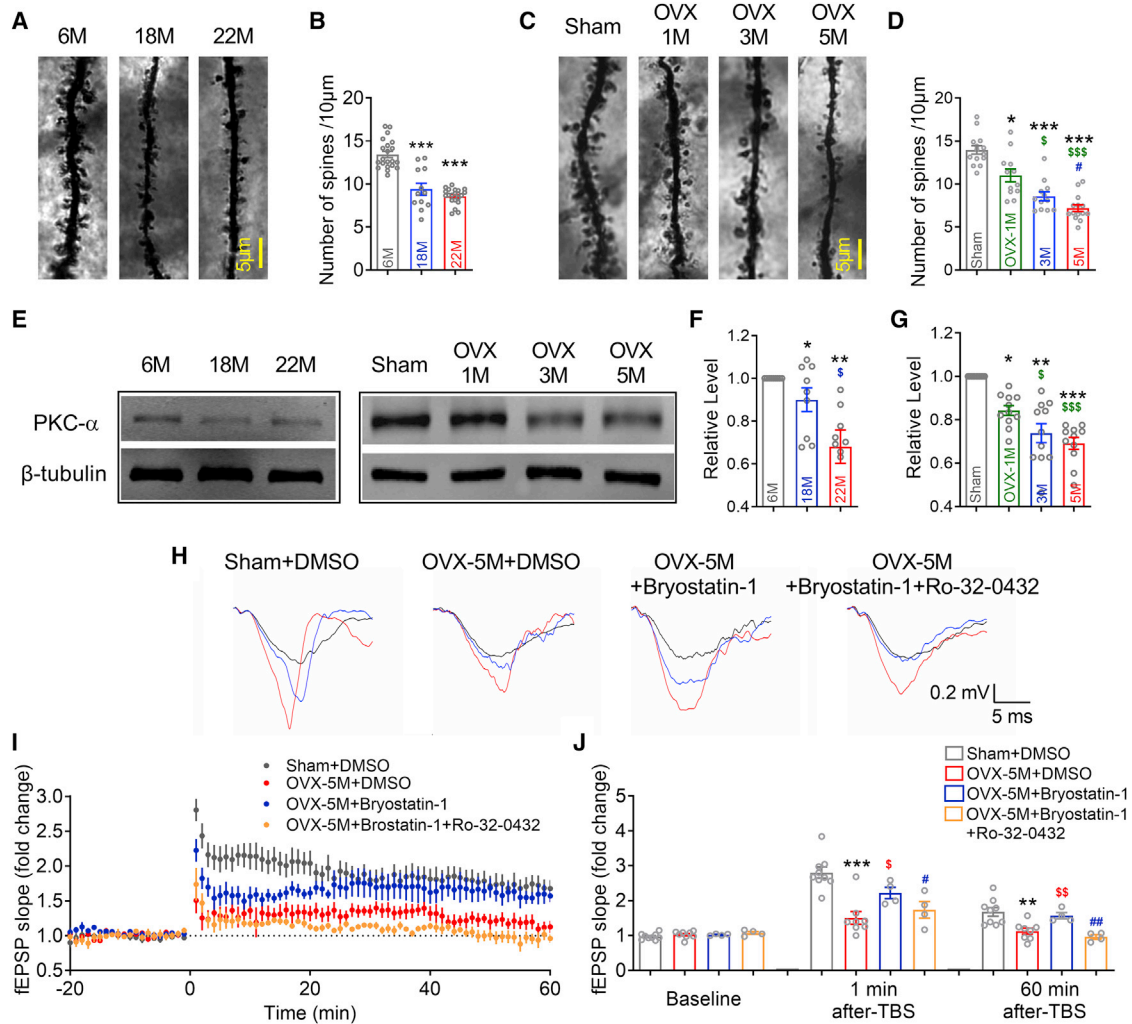 A
6M
18M
22M
5μm
B
Number of spines /10μm
20
15
10
5
0
***
***
6M
18M
22M
C
Sham
OVX
1M
OVX
3M
OVX
5M
5μm
D
Number of spines /10μm
20
15
10
5
0
*
***
$
***
$$$
#
Sham
OVX-1M
3M
5M
E
6M
18M
22M
Sham
OVX
1M
OVX
3M
OVX
5M
PKC-α
β-tubulin
F
Relative Level
1.2
1.0
0.8
0.6
0.4
*
**
$
6M
18M
22M
G
Relative Level
1.2
1.0
0.8
0.6
0.4
*
**
$
***
$$$
Sham
OVX-1M
3M
5M
H
Sham+DMSO
OVX-5M+DMSO
OVX-5M
+Bryostatin-1
OVX-5M
+Bryostatin-1+Ro-32-0432
0.2 mV
5 ms
I
fEPSP slope (fold change)
3.0
2.5
2.0
1.5
1.0
0.5
-20
0
20
40
60
Time (min)
Sham+DMSO
OVX-5M+DMSO
OVX-5M+Bryostatin-1
OVX-5M+Brostatin-1+Ro-32-0432
J
fEPSP slope (fold change)
5
4
3
2
1
0
Sham+DMSO
OVX-5M+DMSO
OVX-5M+Bryostatin-1
OVX-5M+Bryostatin-1
+Ro-32-0432
***
$
#
**
$$
##
Baseline
1 min
after-TBS
60 min
after-TBS